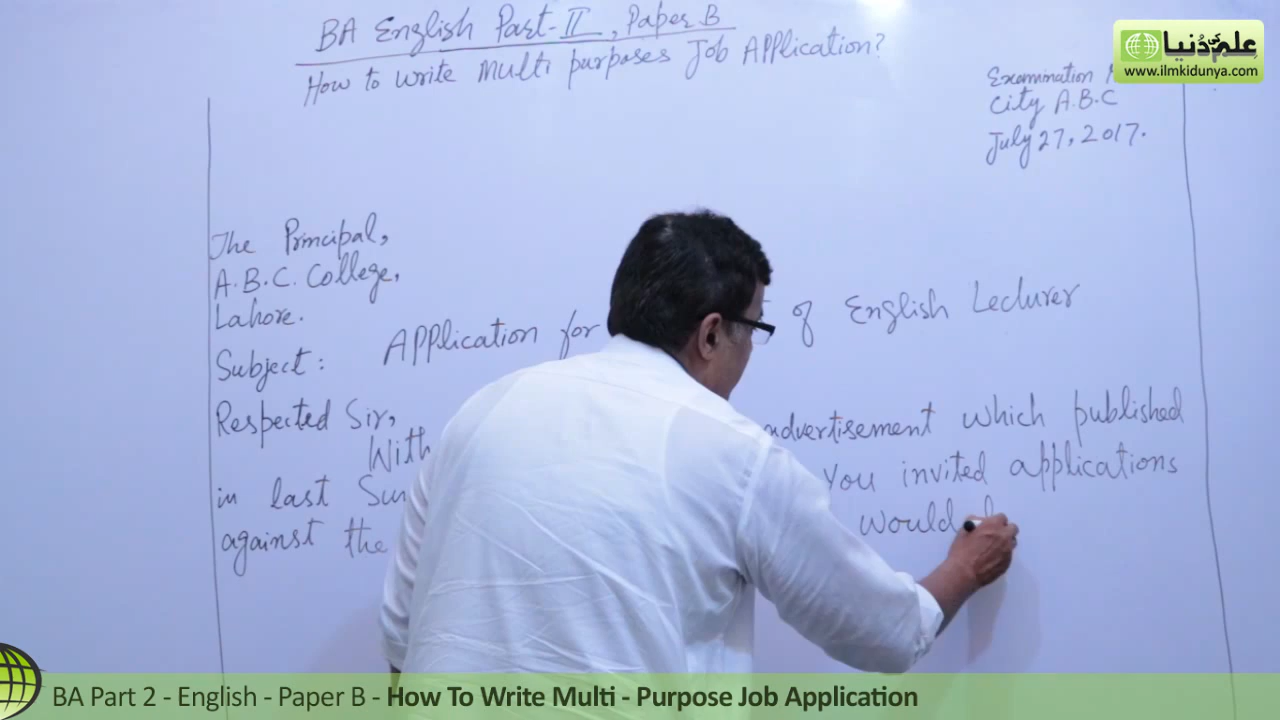 BA English Part-II, Paper B
How to write Multi purposes Job Application?
علم کی دُنیا
www.ilmkidunya.com
Examination
City A.B.C
July 27, 2017.
The Principal,
A.B.C. College,
Lahore.
Subject: Application for of English Lecturer
Respected Sir,
With advertisement which published
in last You invited applications
against the would
BA Part 2 - English - Paper B - How To Write Multi - Purpose Job Application